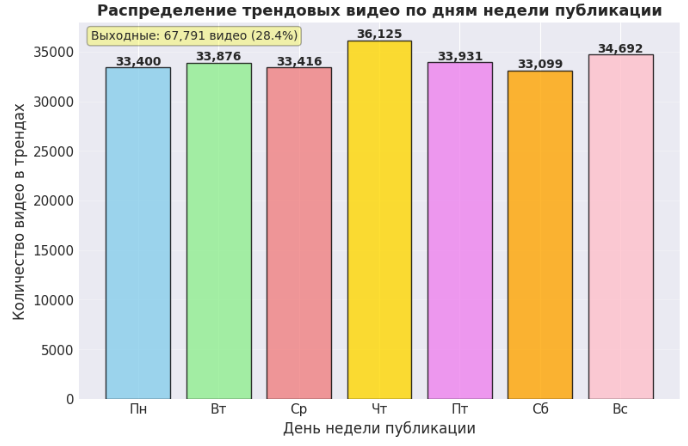 Распределение трендовых видео по дням недели публикации
Выходные: 67,791 видео (28.4%)
33,400
33,876
33,416
36,125
33,931
33,099
34,692
Количество видео в трендах
35000
30000
25000
20000
15000
10000
5000
0
Пн
Вт
Ср
Чт
Пт
Сб
Вс
День недели публикации